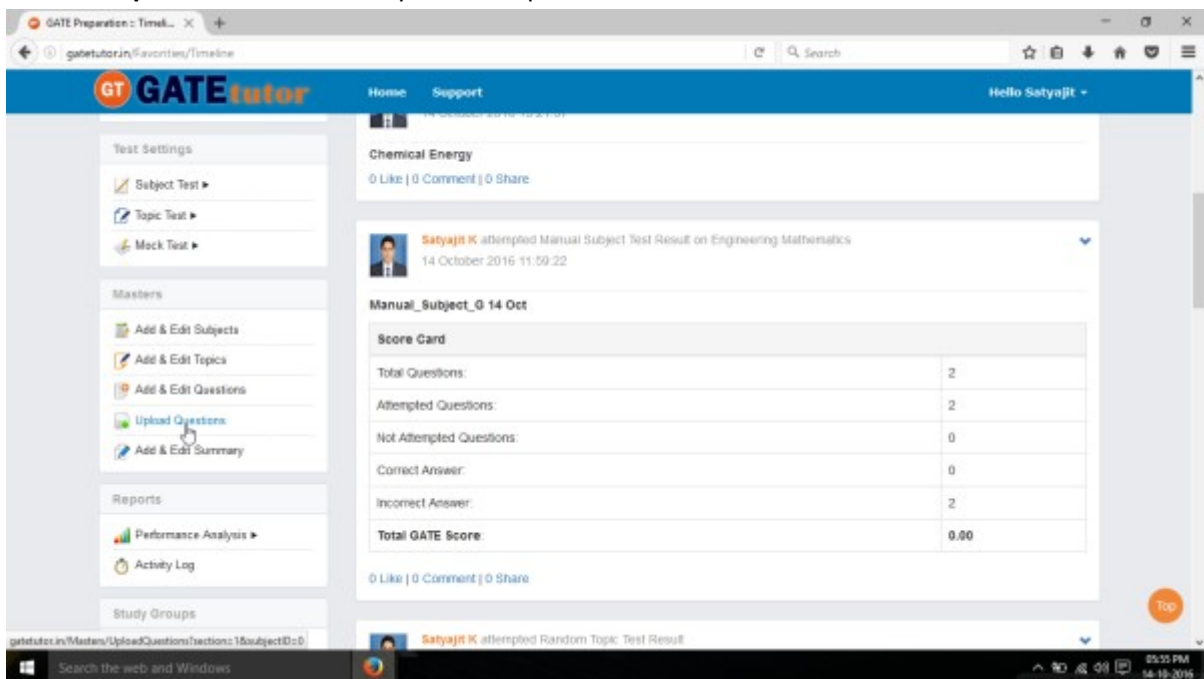 GATE Preparation :: Timeli...
gatetutor.in/Favorities/Timeline
Search
GT GATEtutor
Home Support
Hello Satyajit
Test Settings
Subject Test
Topic Test
Mock Test
Masters
Add & Edit Subjects
Add & Edit Topics
Add & Edit Questions
Upload Questions
Add & Edit Summary
Reports
Performance Analysis
Activity Log
Study Groups
Chemical Energy
0 Like | 0 Comment | 0 Share
Satyajit K attempted Manual Subject Test Result on Engineering Mathematics
14 October 2016 11:59:22
Manual_Subject_G 14 Oct
Score Card
Total Questions: 2
Attempted Questions: 2
Not Attempted Questions: 0
Correct Answer: 0
Incorrect Answer: 2
Total GATE Score: 0.00
0 Like | 0 Comment | 0 Share
Satyajit K attempted Random Topic Test Result
Top
gatetutor.in/Masters/UploadQuestions?section=1&subjectID=0
Search the web and Windows
05:55 PM
14-10-2016